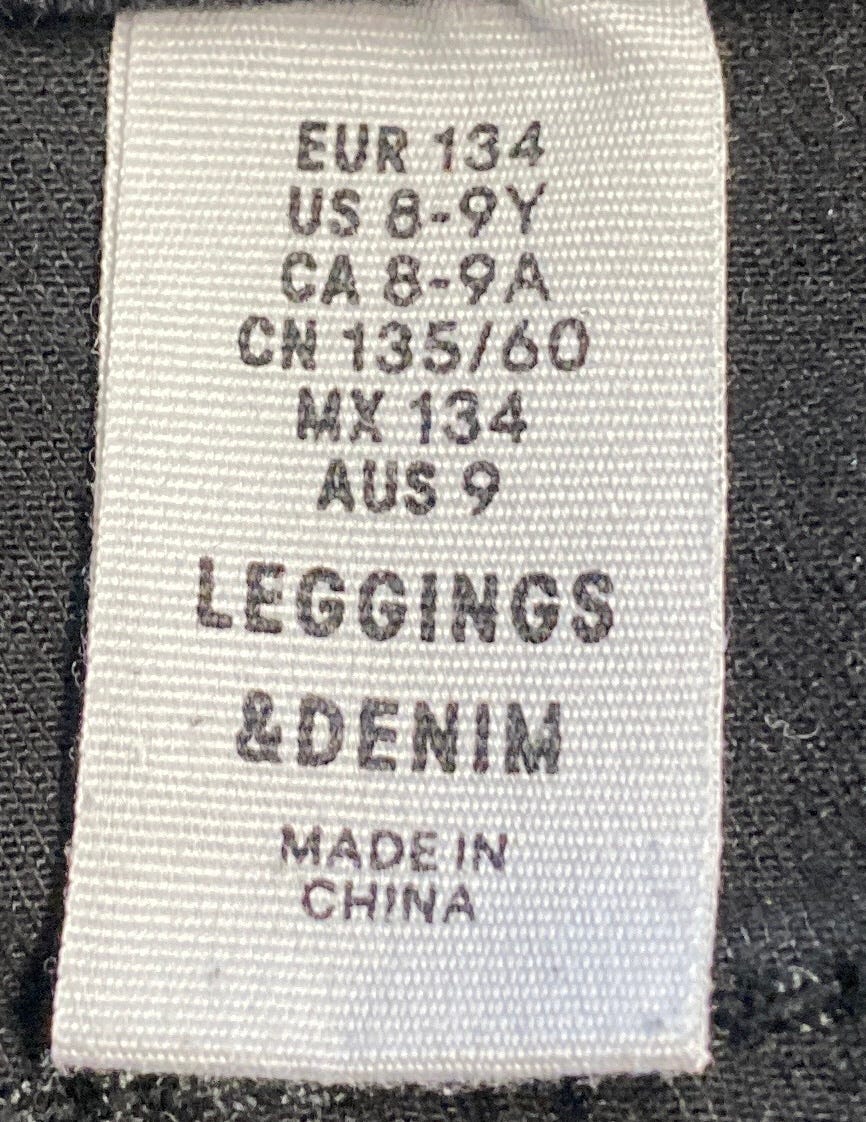 EUR 134
US 8-9Y
CA 8-9A
CN 135/60
MX 134
AUS 9
LEGGINGS
&DENIM
MADE IN
CHINA